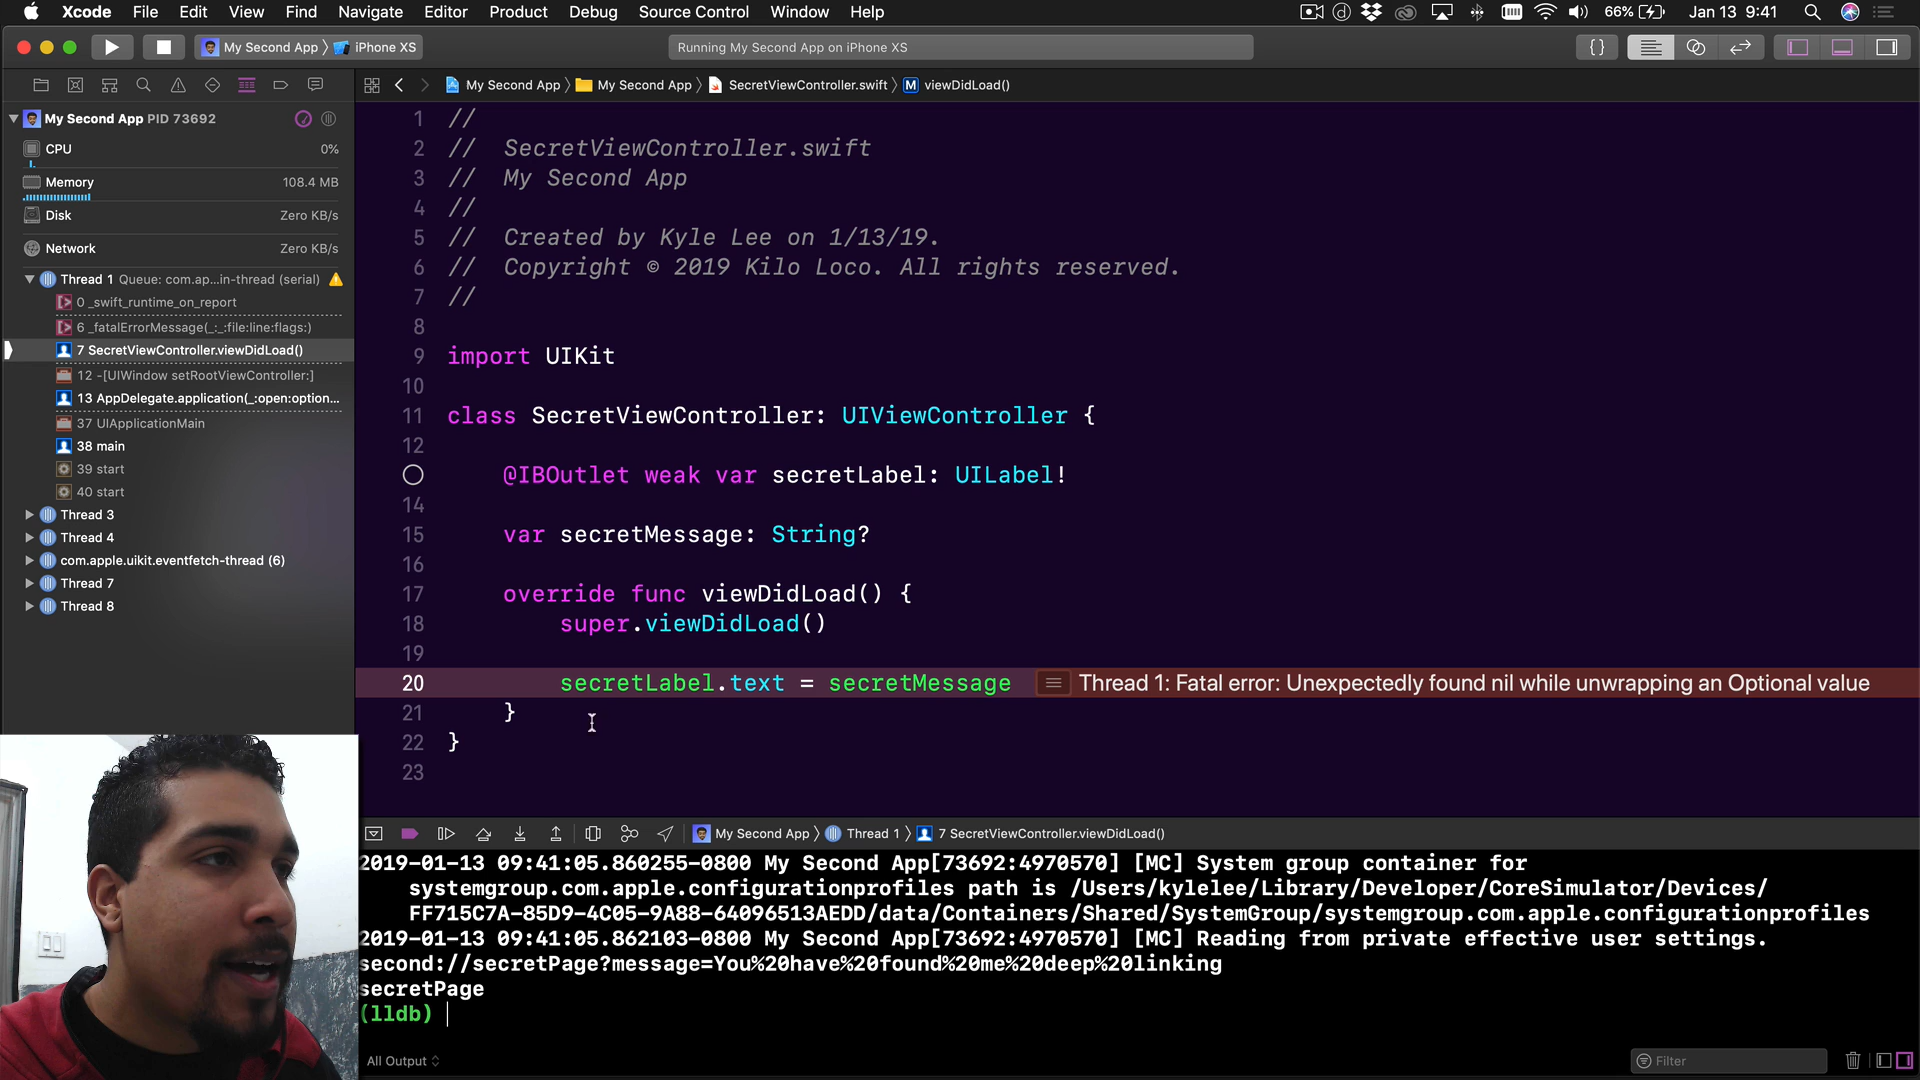 Xcode File Edit View Find Navigate Editor Product Debug Source Control Window Help 66% Jan 13 9:41
My Second App iPhone XS Running My Second App on iPhone XS {}
My Second App My Second App SecretViewController.swift M viewDidLoad()
My Second App PID 73692
CPU 0%
Memory 108.4 MB
Disk Zero KB/s
Network Zero KB/s
Thread 1 Queue: com.ap...in-thread (serial)
0 _swift_runtime_on_report
6 _fatalErrorMessage(_:_:file:line:flags:)
7 SecretViewController.viewDidLoad()
12 -[UIWindow setRootViewController:]
13 AppDelegate.application(_:open:option...
37 UIApplicationMain
38 main
39 start
40 start
Thread 3
Thread 4
com.apple.uikit.eventfetch-thread (6)
Thread 7
Thread 8
1 //
2 // SecretViewController.swift
3 // My Second App
4 //
5 // Created by Kyle Lee on 1/13/19.
6 // Copyright © 2019 Kilo Loco. All rights reserved.
7 //
8
9 import UIKit
10
11 class SecretViewController: UIViewController {
12
@IBOutlet weak var secretLabel: UILabel!
14
15 var secretMessage: String?
16
17 override func viewDidLoad() {
18 super.viewDidLoad()
19
20 secretLabel.text = secretMessage Thread 1: Fatal error: Unexpectedly found nil while unwrapping an Optional value
21 }
22 }
23
My Second App Thread 1 7 SecretViewController.viewDidLoad()
2019-01-13 09:41:05.860255-0800 My Second App[73692:4970570] [MC] System group container for
systemgroup.com.apple.configurationprofiles path is /Users/kylelee/Library/Developer/CoreSimulator/Devices/
FF715C7A-85D9-4C05-9A88-64096513AEDD/data/Containers/Shared/SystemGroup/systemgroup.com.apple.configurationprofiles
2019-01-13 09:41:05.862103-0800 My Second App[73692:4970570] [MC] Reading from private effective user settings.
second://secretPage?message=You%20have%20found%20me%20deep%20linking
secretPage
(lldb)
All Output Filter